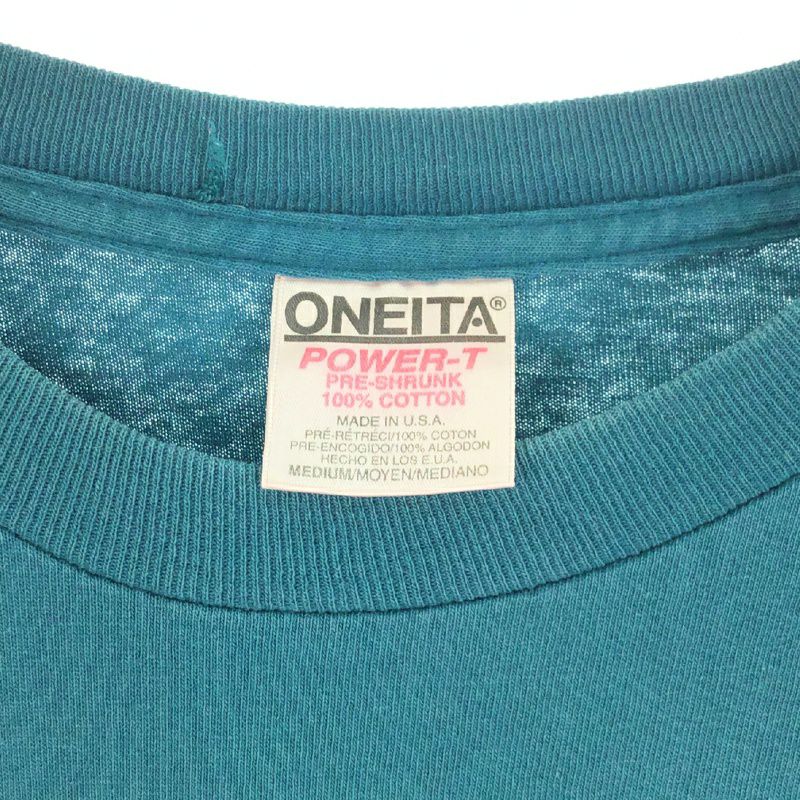 ONEITA®
POWER-T
PRE-SHRUNK
100% COTTON
MADE IN U.S.A.
PRÉ-RÉTRÉCI/100% COTON
PRE-ENCOGIDO/100% ALGODON
HECHO EN LOS E.U.A.
MEDIUM/MOYEN/MEDIANO